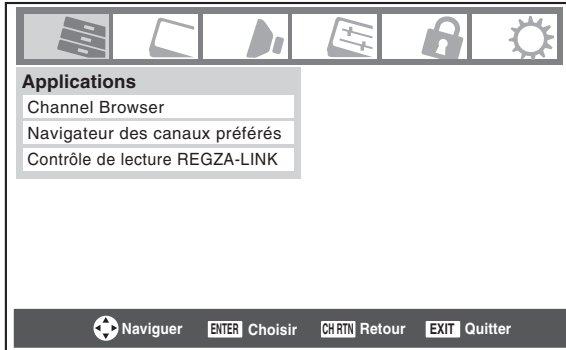 Applications
Channel Browser
Navigateur des canaux préférés
Contrôle de lecture REGZA-LINK
Naviguer ENTER Choisir CH RTN Retour EXIT Quitter